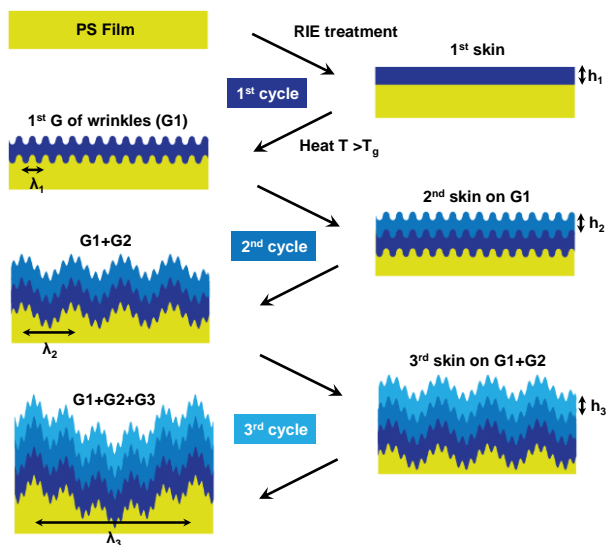 PS Film
RIE treatment
1st skin
h1
1st cycle
1st G of wrinkles (G1)
Heat T >Tg
λ1
2nd skin on G1
h2
G1+G2
2nd cycle
λ2
3rd skin on G1+G2
h3
G1+G2+G3
3rd cycle
λ3